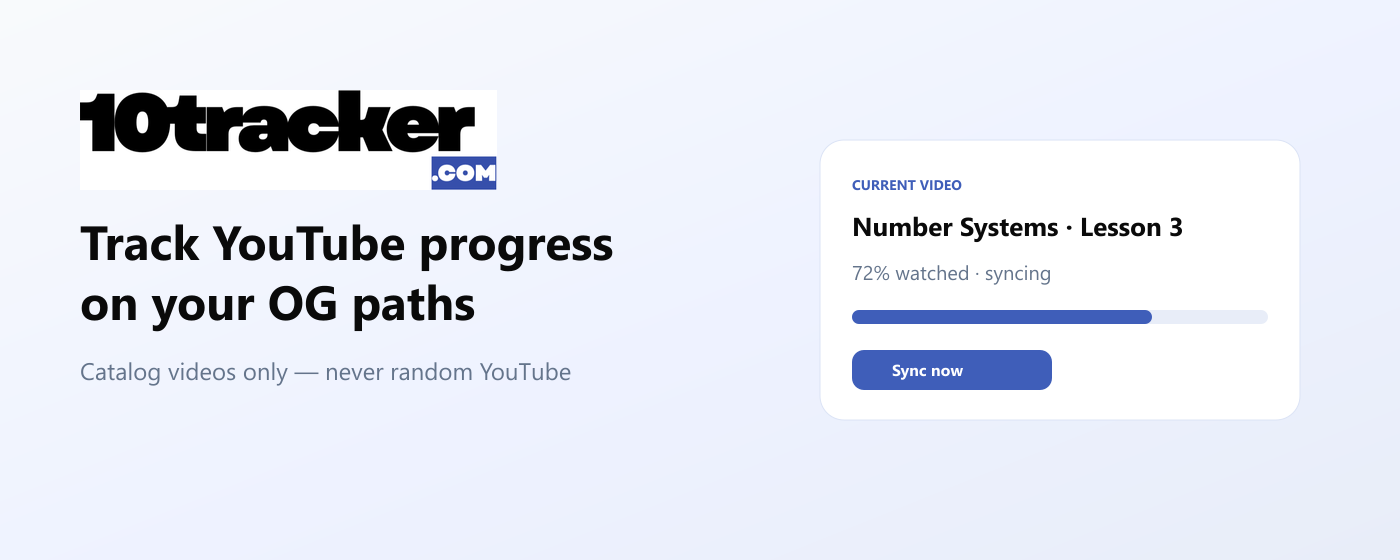 10tracker
.COM
Track YouTube progress
on your OG paths
Catalog videos only — never random YouTube
CURRENT VIDEO
Number Systems · Lesson 3
72% watched · syncing
Sync now